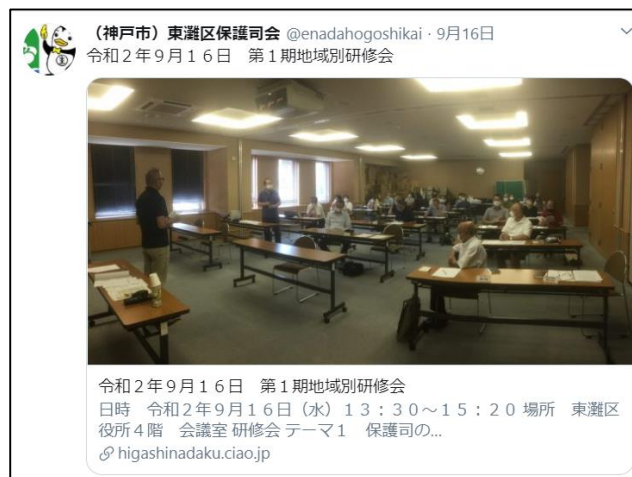 （神戸市）東灘区保護司会 @enadahogoshikai · 9月16日
令和２年９月１６日　第１期地域別研修会
令和２年９月１６日　第１期地域別研修会
日時　令和２年９月１６日（水）１３：３０～１５：２０ 場所　東灘区
役所４階　会議室 研修会 テーマ１　保護司の...
higashinadaku.ciao.jp